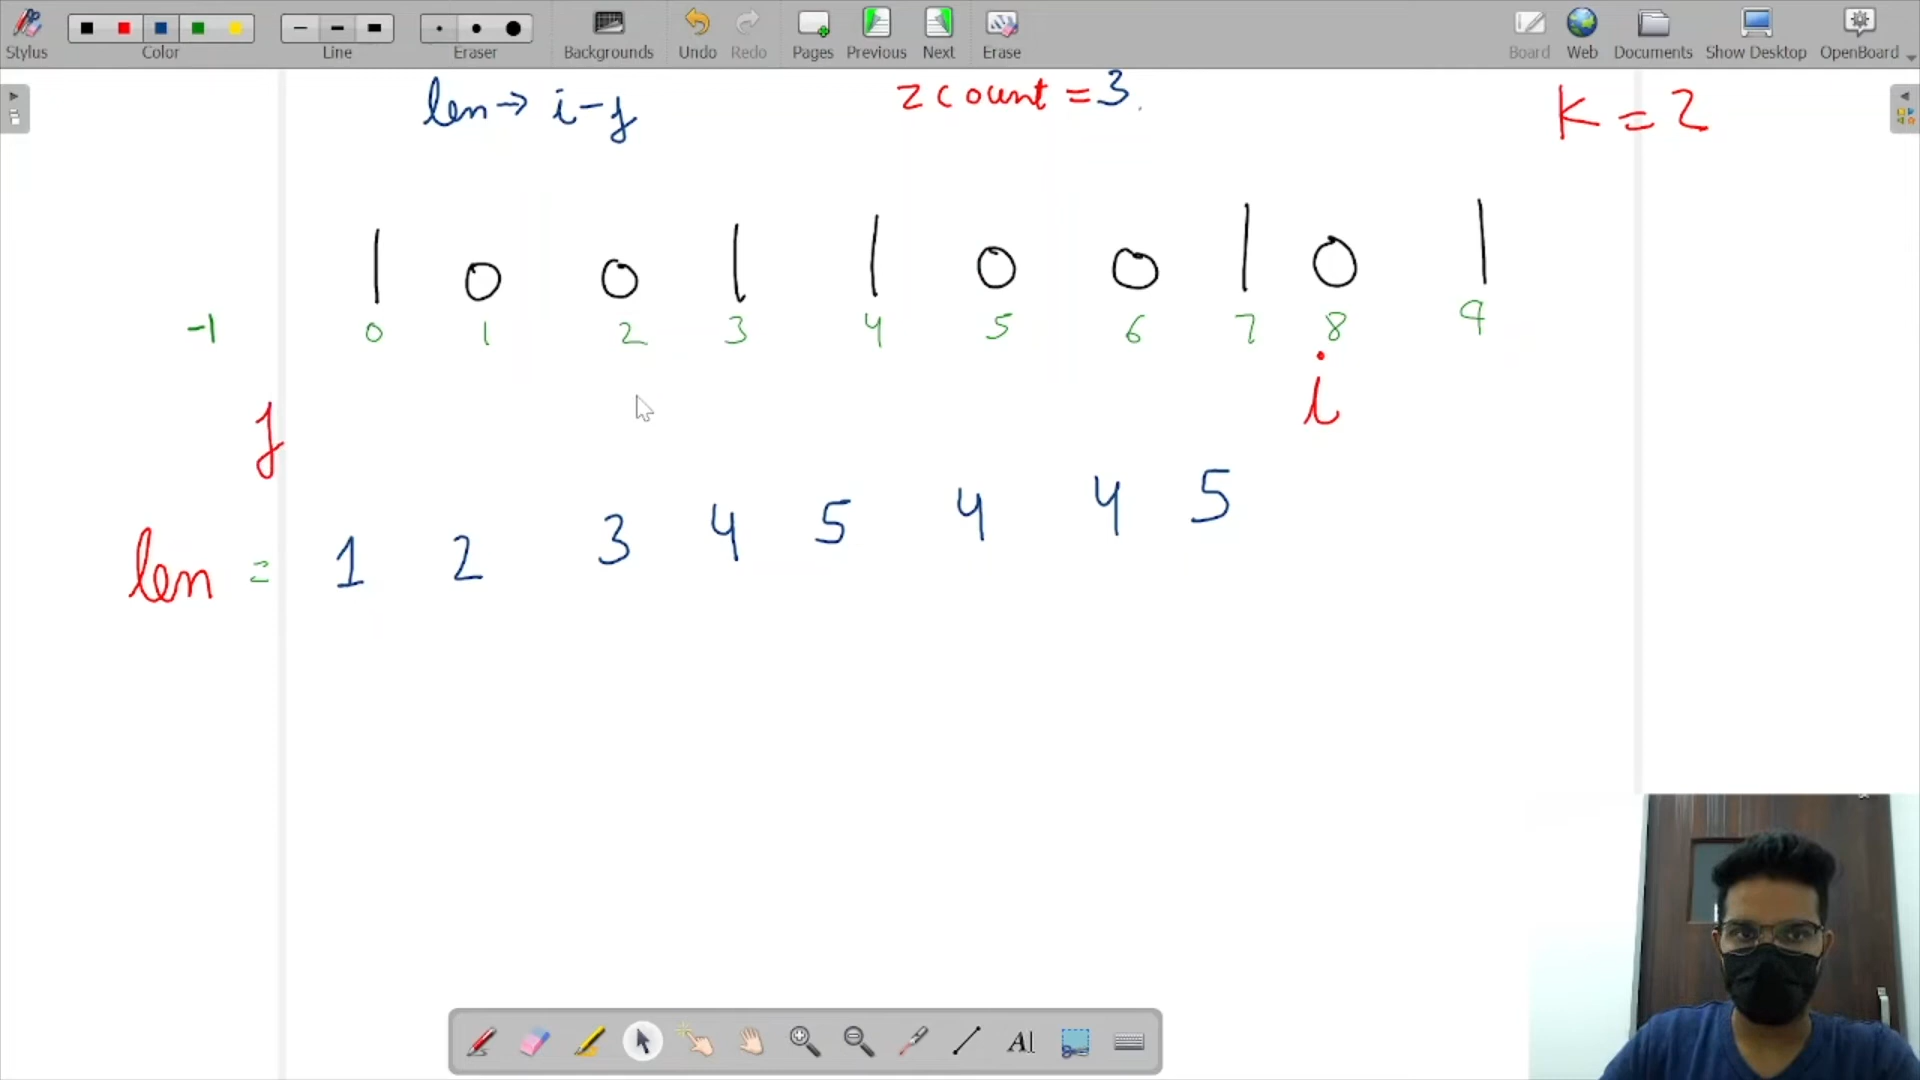 Stylus Color Line Eraser Backgrounds Undo Redo Pages Previous Next Erase Board Web Documents Show Desktop OpenBoard
len → i - j zcount = 3. K = 2
1 0 0 1 1 0 0 1 0 1
-1 0 1 2 3 4 5 6 7 8 9
i
j
len = 1 2 3 4 5 4 4 5
AI